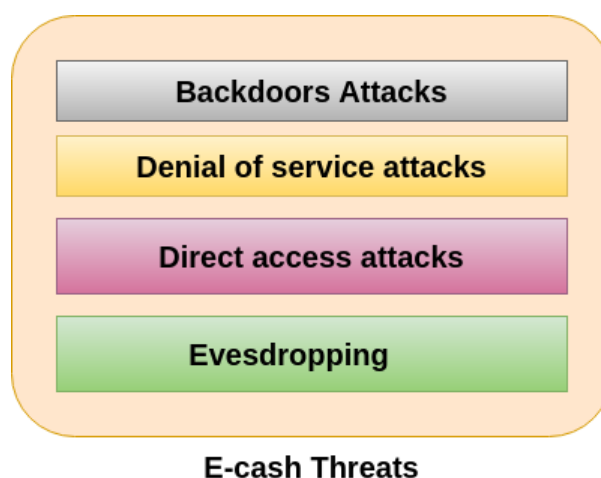 Backdoors Attacks
Denial of service attacks
Direct access attacks
Evesdropping
E-cash Threats